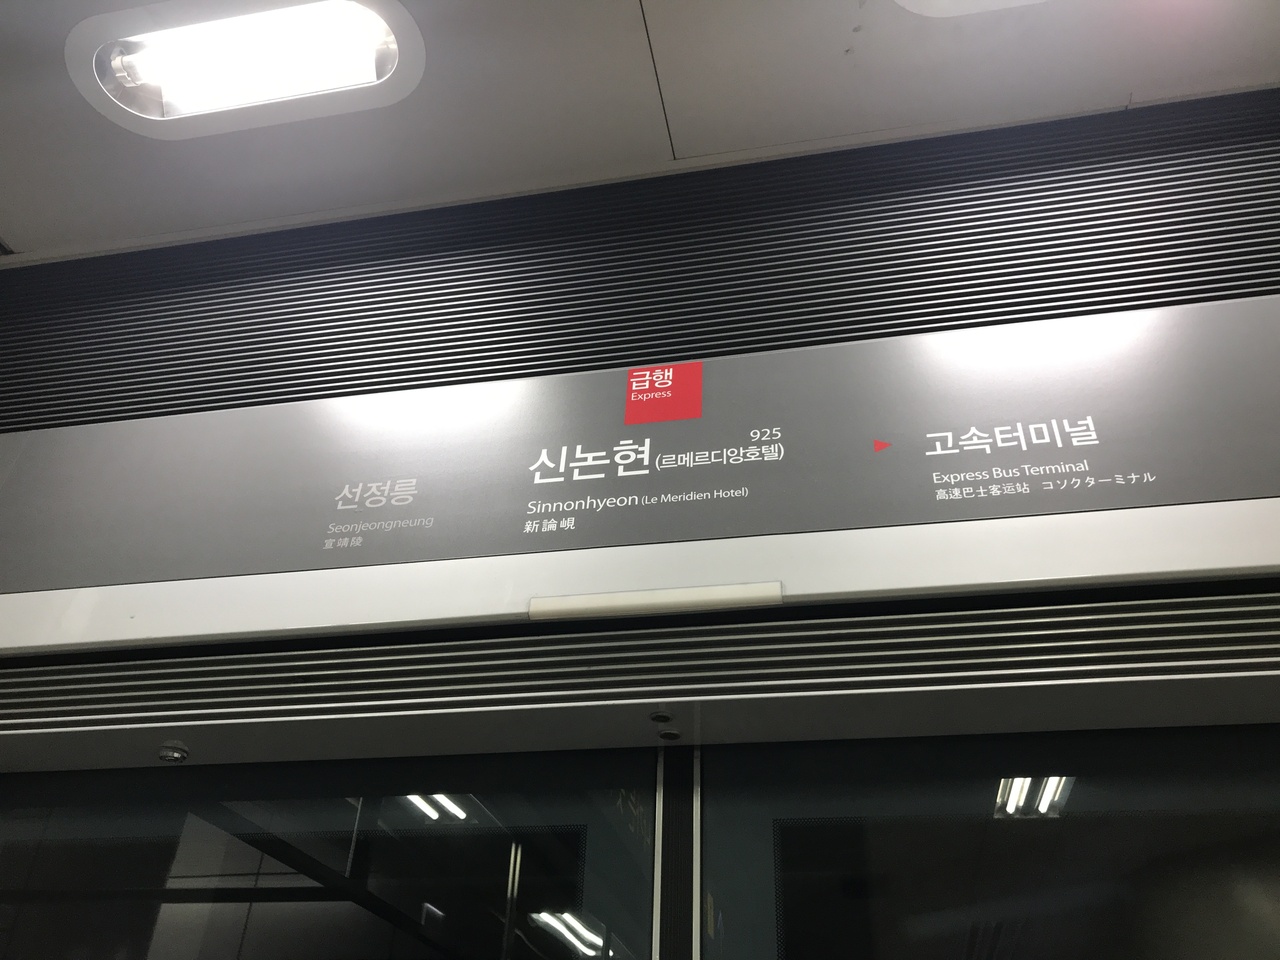 급행
Express
925
선정릉
Seonjeongneung
宣靖陵
신논현(르메르디앙호텔)
Sinnonhyeon (Le Meridien Hotel)
新論峴
고속터미널
Express Bus Terminal
高速巴士客运站 コソクターミナル